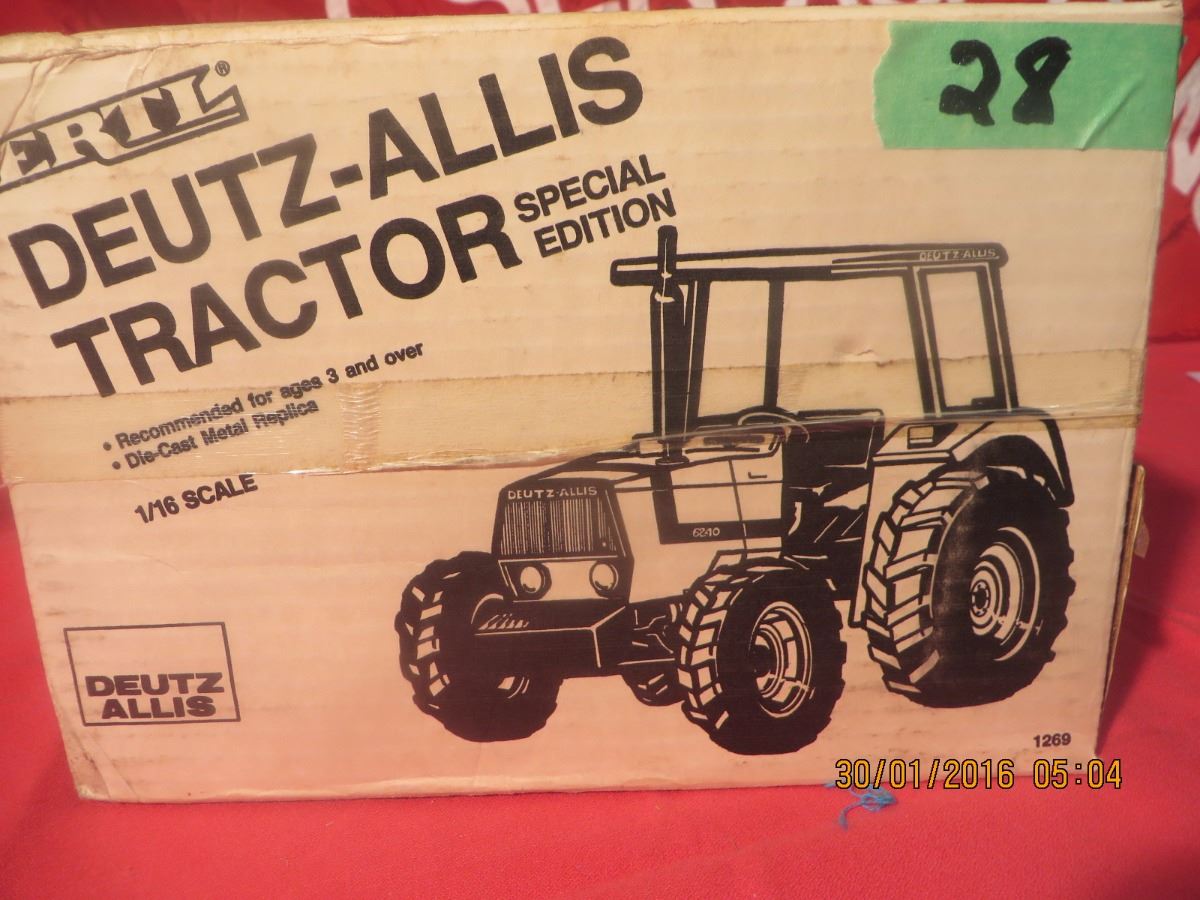 ERTL®
28
DEUTZ-ALLIS
TRACTOR SPECIAL
EDITION
• Recommended for ages 3 and over
• Die-Cast Metal Replica
1/16 SCALE
DEUTZ-ALLIS
DEUTZ-ALLIS
6240
DEUTZ
ALLIS
1269
30/01/2016 05:04